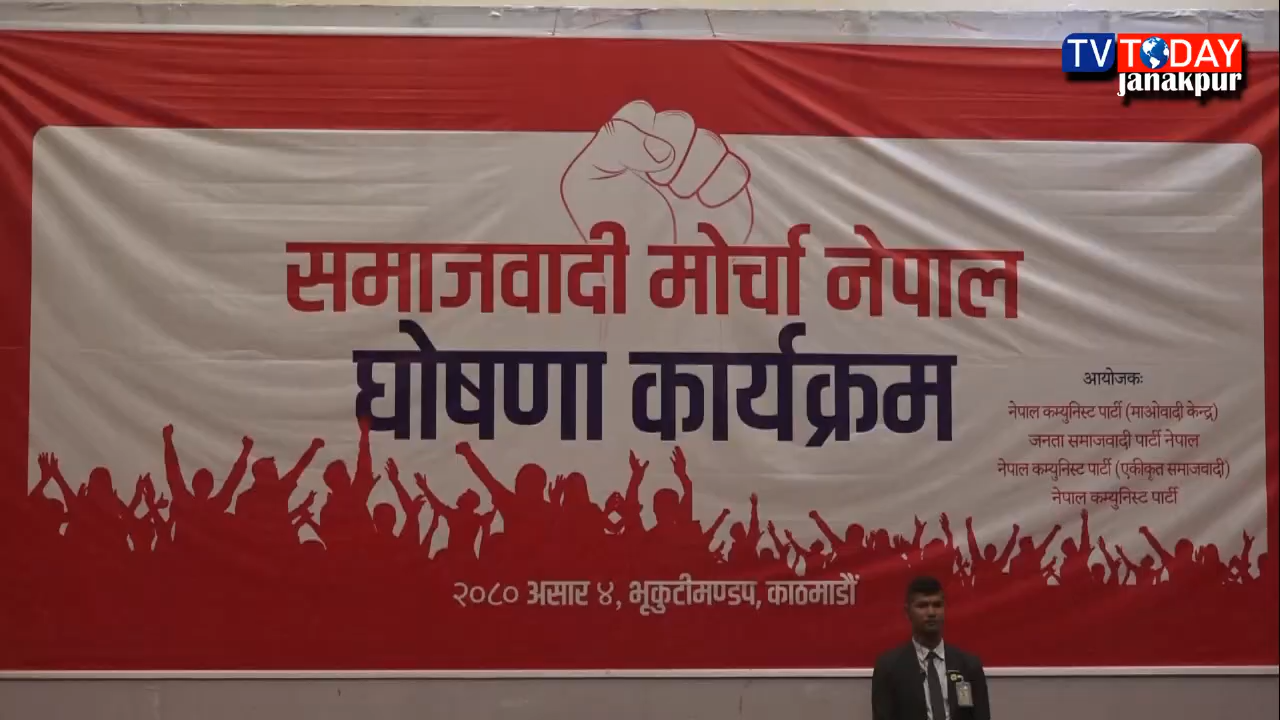 TV TODAY
janakpur
समाजवादी मोर्चा नेपाल
घोषणा कार्यक्रम
आयोजकः
नेपाल कम्युनिस्ट पार्टी (माओवादी केन्द्र)
जनता समाजवादी पार्टी नेपाल
नेपाल कम्युनिस्ट पार्टी (एकीकृत समाजवादी)
नेपाल कम्युनिस्ट पार्टी
२०८० असार ४, भृकुटीमण्डप, काठमाडौं